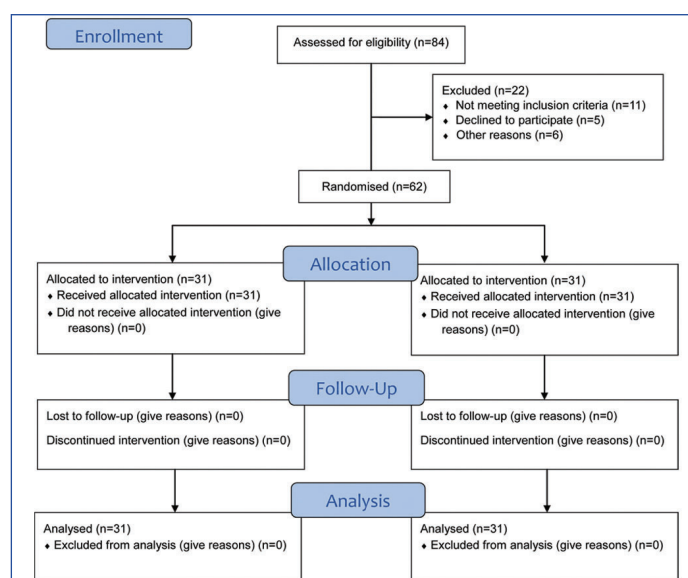 Enrollment
Assessed for eligibility (n=84)
Excluded (n=22)
♦ Not meeting inclusion criteria (n=11)
♦ Declined to participate (n=5)
♦ Other reasons (n=6)
Randomised (n=62)
Allocation
Allocated to intervention (n=31)
♦ Received allocated intervention (n=31)
♦ Did not receive allocated intervention (give
reasons) (n=0)
Allocated to intervention (n=31)
♦ Received allocated intervention (n=31)
♦ Did not receive allocated intervention (give
reasons) (n=0)
Follow-Up
Lost to follow-up (give reasons) (n=0)
Discontinued intervention (give reasons) (n=0)
Lost to follow-up (give reasons) (n=0)
Discontinued intervention (give reasons) (n=0)
Analysis
Analysed (n=31)
♦ Excluded from analysis (give reasons) (n=0)
Analysed (n=31)
♦ Excluded from analysis (give reasons) (n=0)